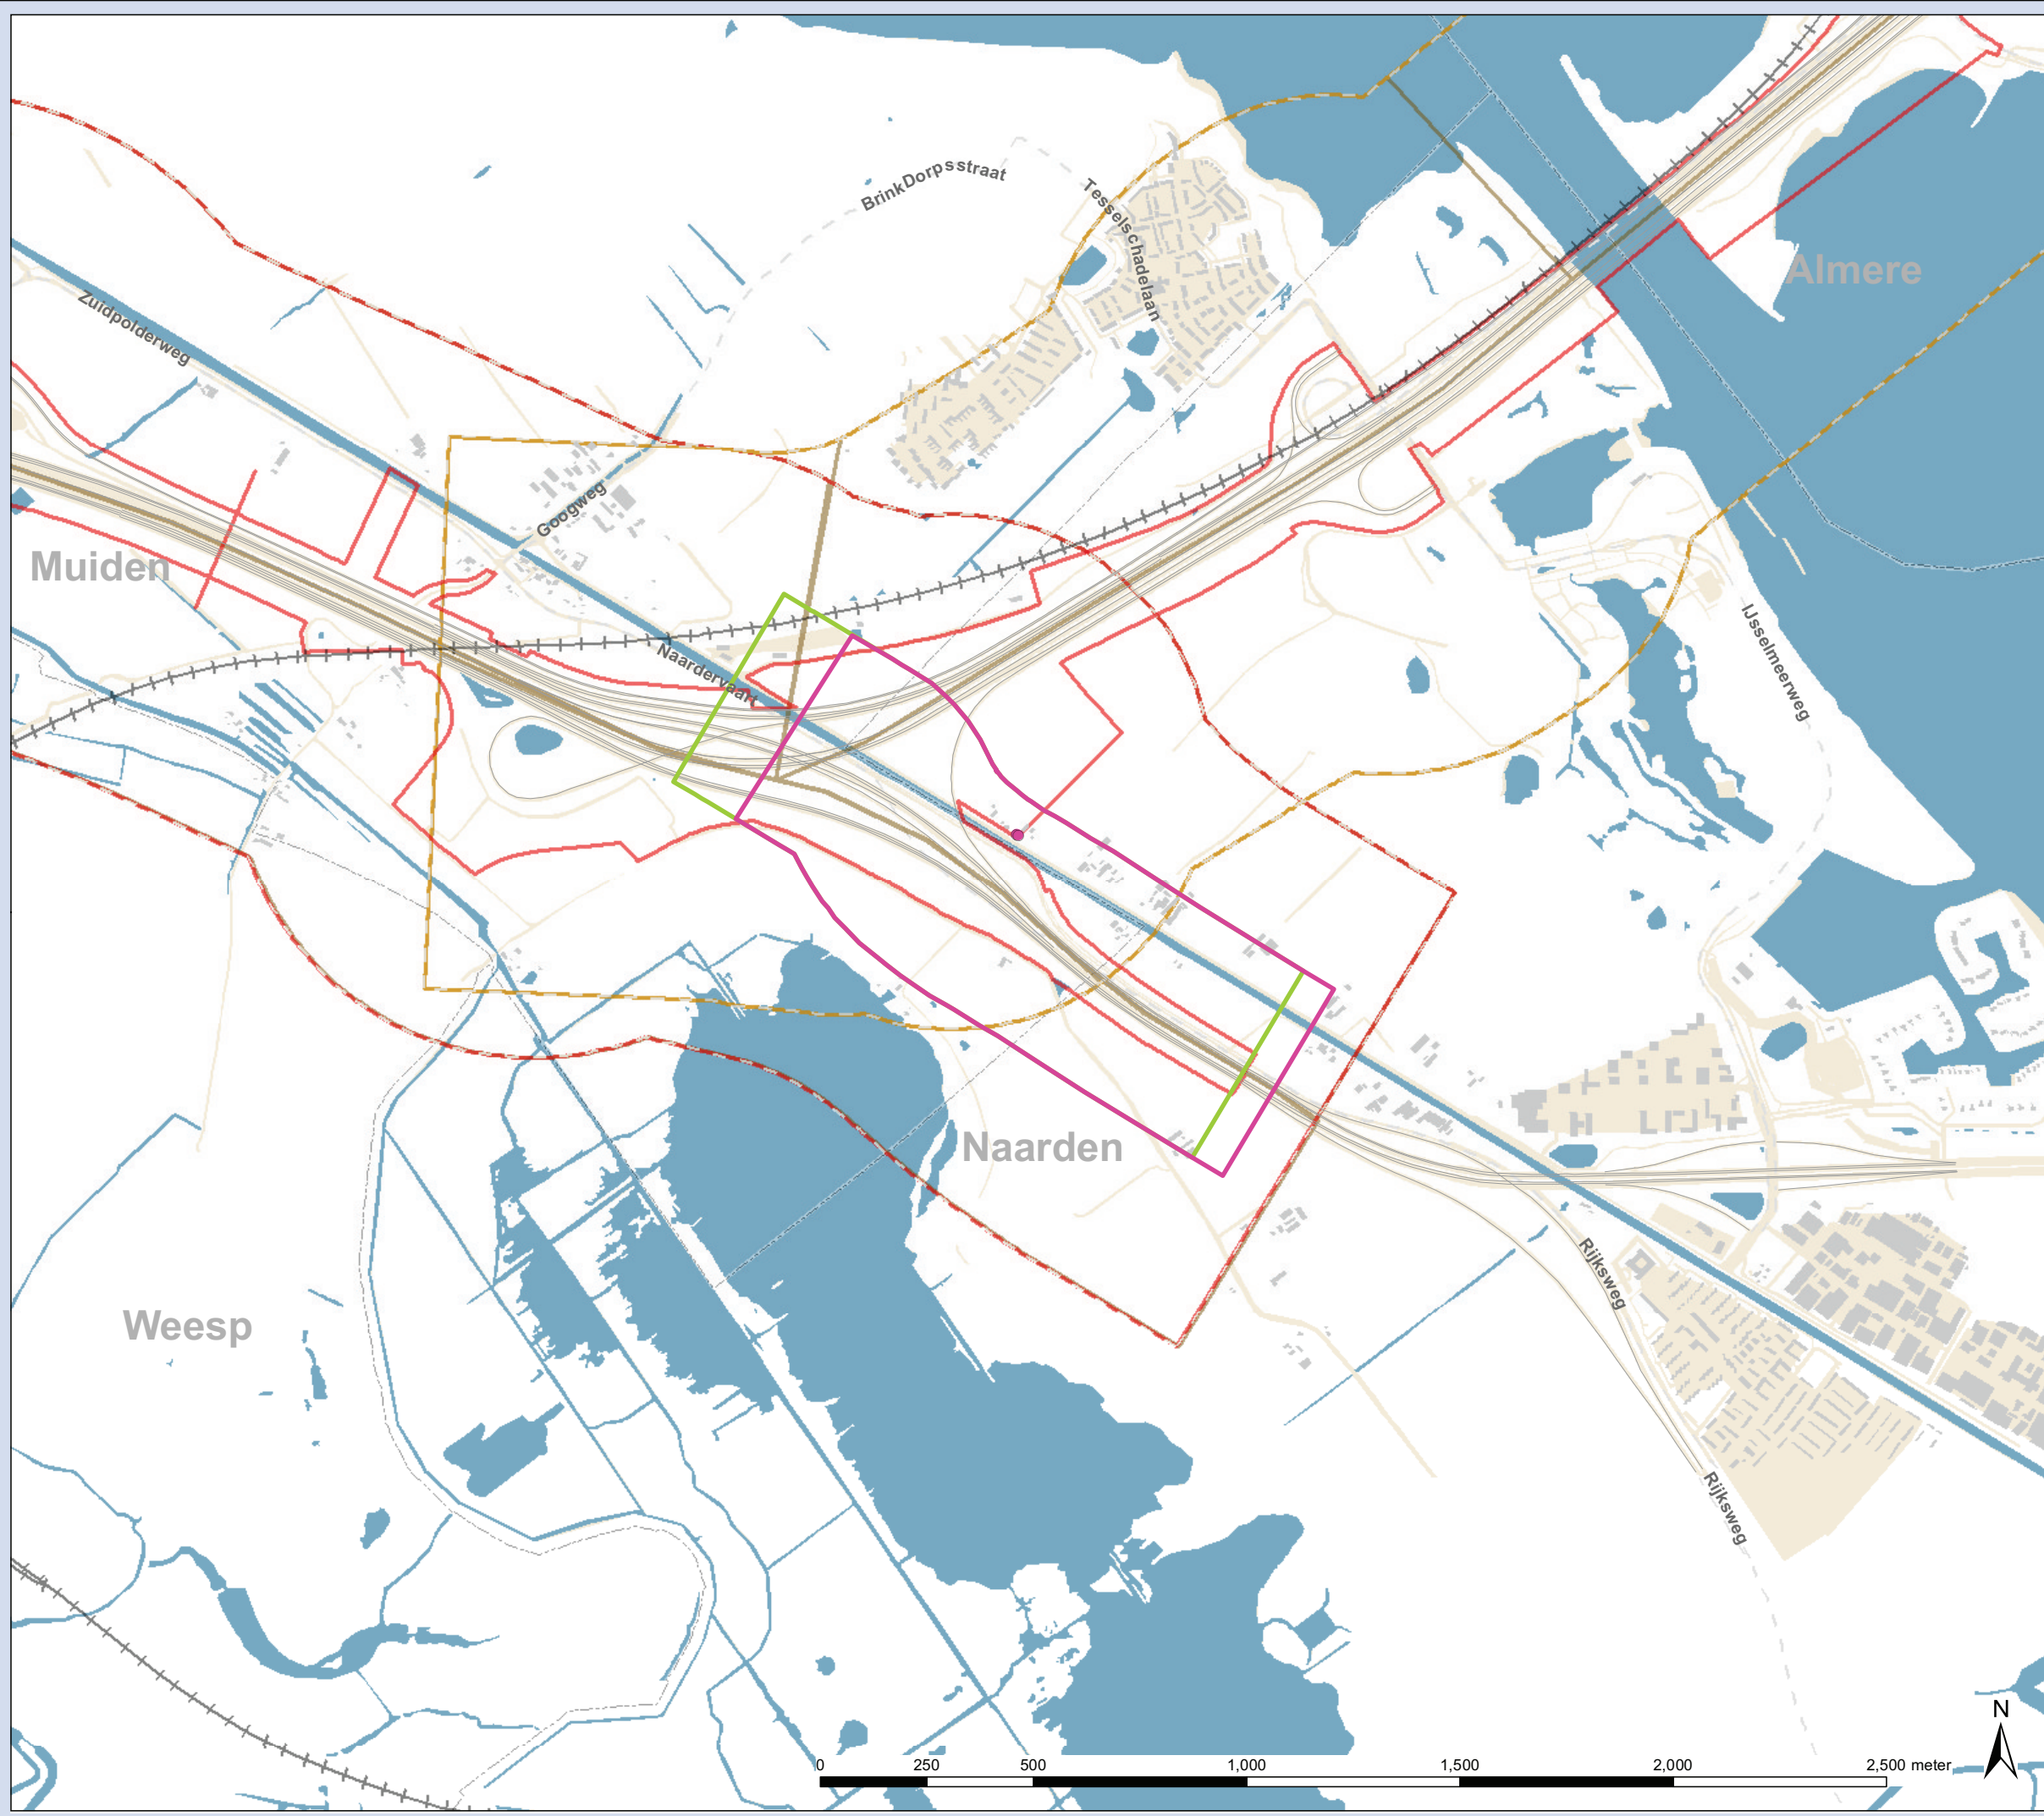 BrinkDorpsstraat
Tesselschadelaan
Almere
Zuidpolderweg
Googweg
Muiden
Naardervaart
IJsselmeerweg
Naarden
Rijksweg
Weesp
Rijksweg
N
0 250 500 1,000 1,500 2,000 2,500 meter